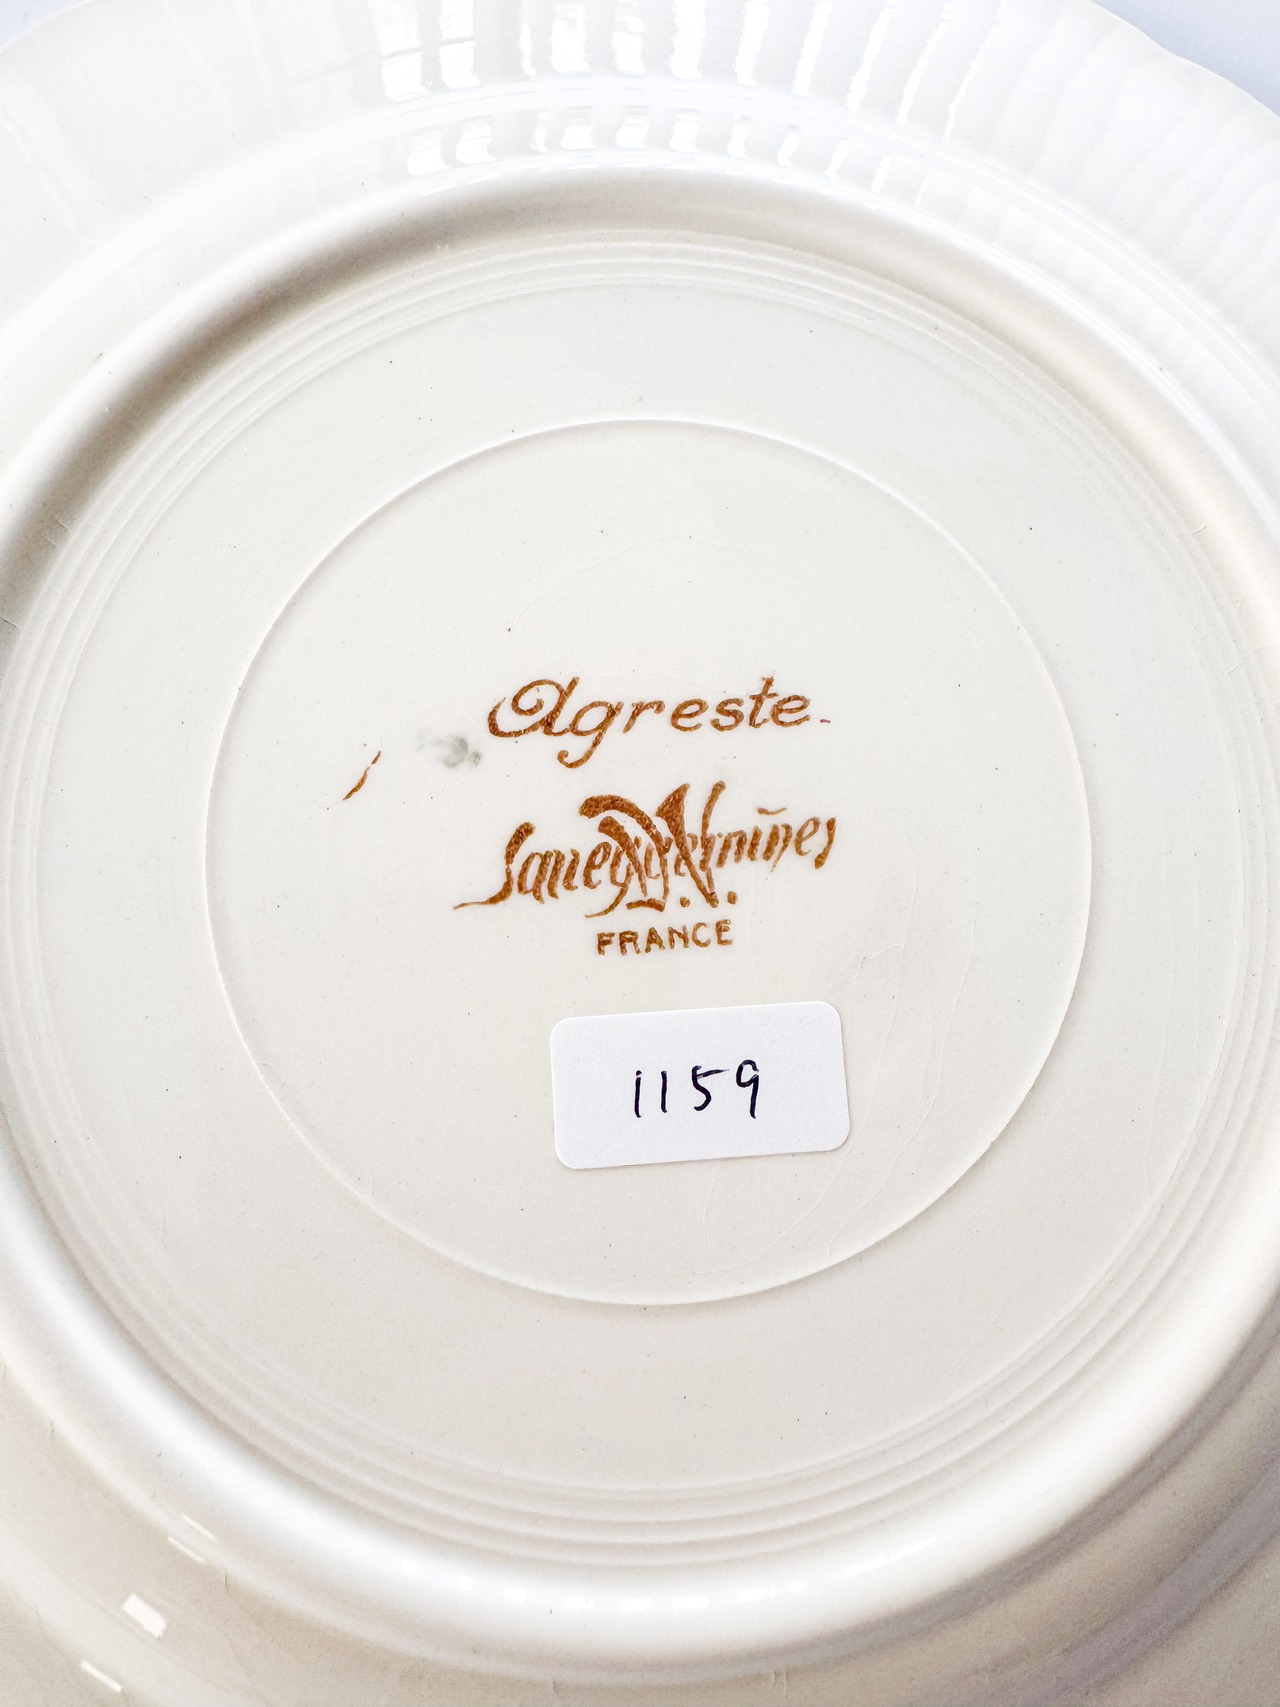 Agreste
Sarreguemines
D.V.
FRANCE
1159